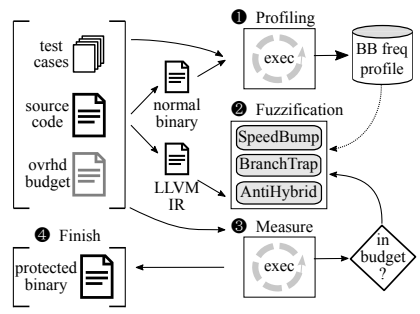 ❶ Profiling
test
cases
exec
BB freq
profile
source
code
normal
binary
❷ Fuzzification
SpeedBump
BranchTrap
AntiHybrid
ovrhd
budget
LLVM
IR
❸ Measure
exec
in
budget
?
❹ Finish
protected
binary